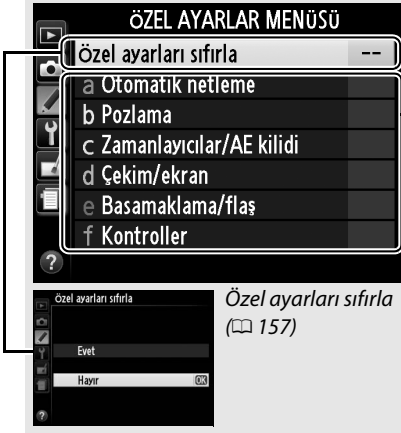 ÖZEL AYARLAR MENÜSÜ
Özel ayarları sıfırla --
a Otomatik netleme
b Pozlama
c Zamanlayıcılar/AE kilidi
d Çekim/ekran
e Basamaklama/flaş
f Kontroller
?
Özel ayarları sıfırla
Evet
Hayır OK
?
Özel ayarları sıfırla
(📖 157)